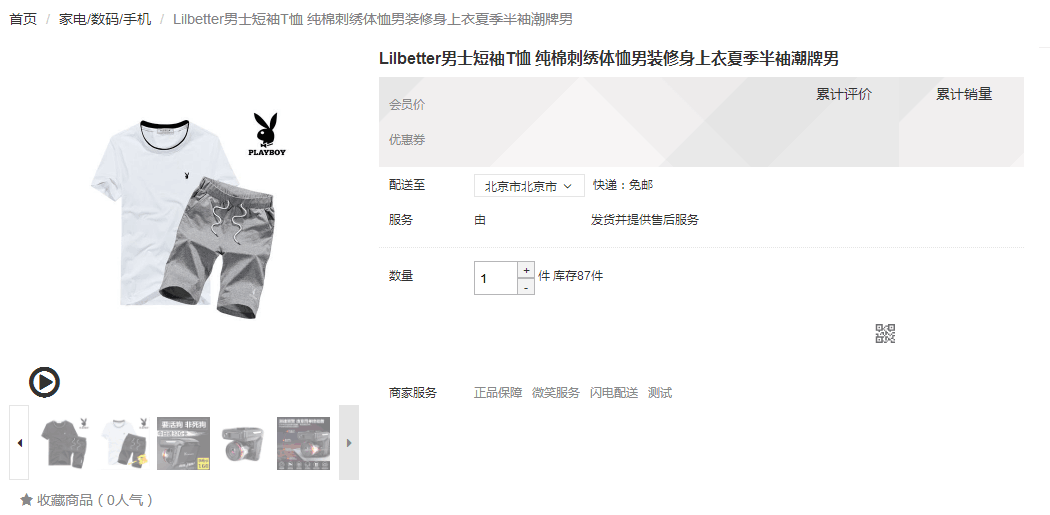 首页 / 家电/数码/手机 / Lilbetter男士短袖T恤 纯棉刺绣体恤男装修身上衣夏季半袖潮牌男
Lilbetter男士短袖T恤 纯棉刺绣体恤男装修身上衣夏季半袖潮牌男
会员价
累计评价 累计销量
优惠券
PLAYBOY
配送至 北京市北京市 快递：免邮
服务 由 发货并提供售后服务
数量 1 + - 件 库存87件
商家服务 正品保障 微笑服务 闪电配送 测试
要活狗 非死狗
收藏商品（0人气）